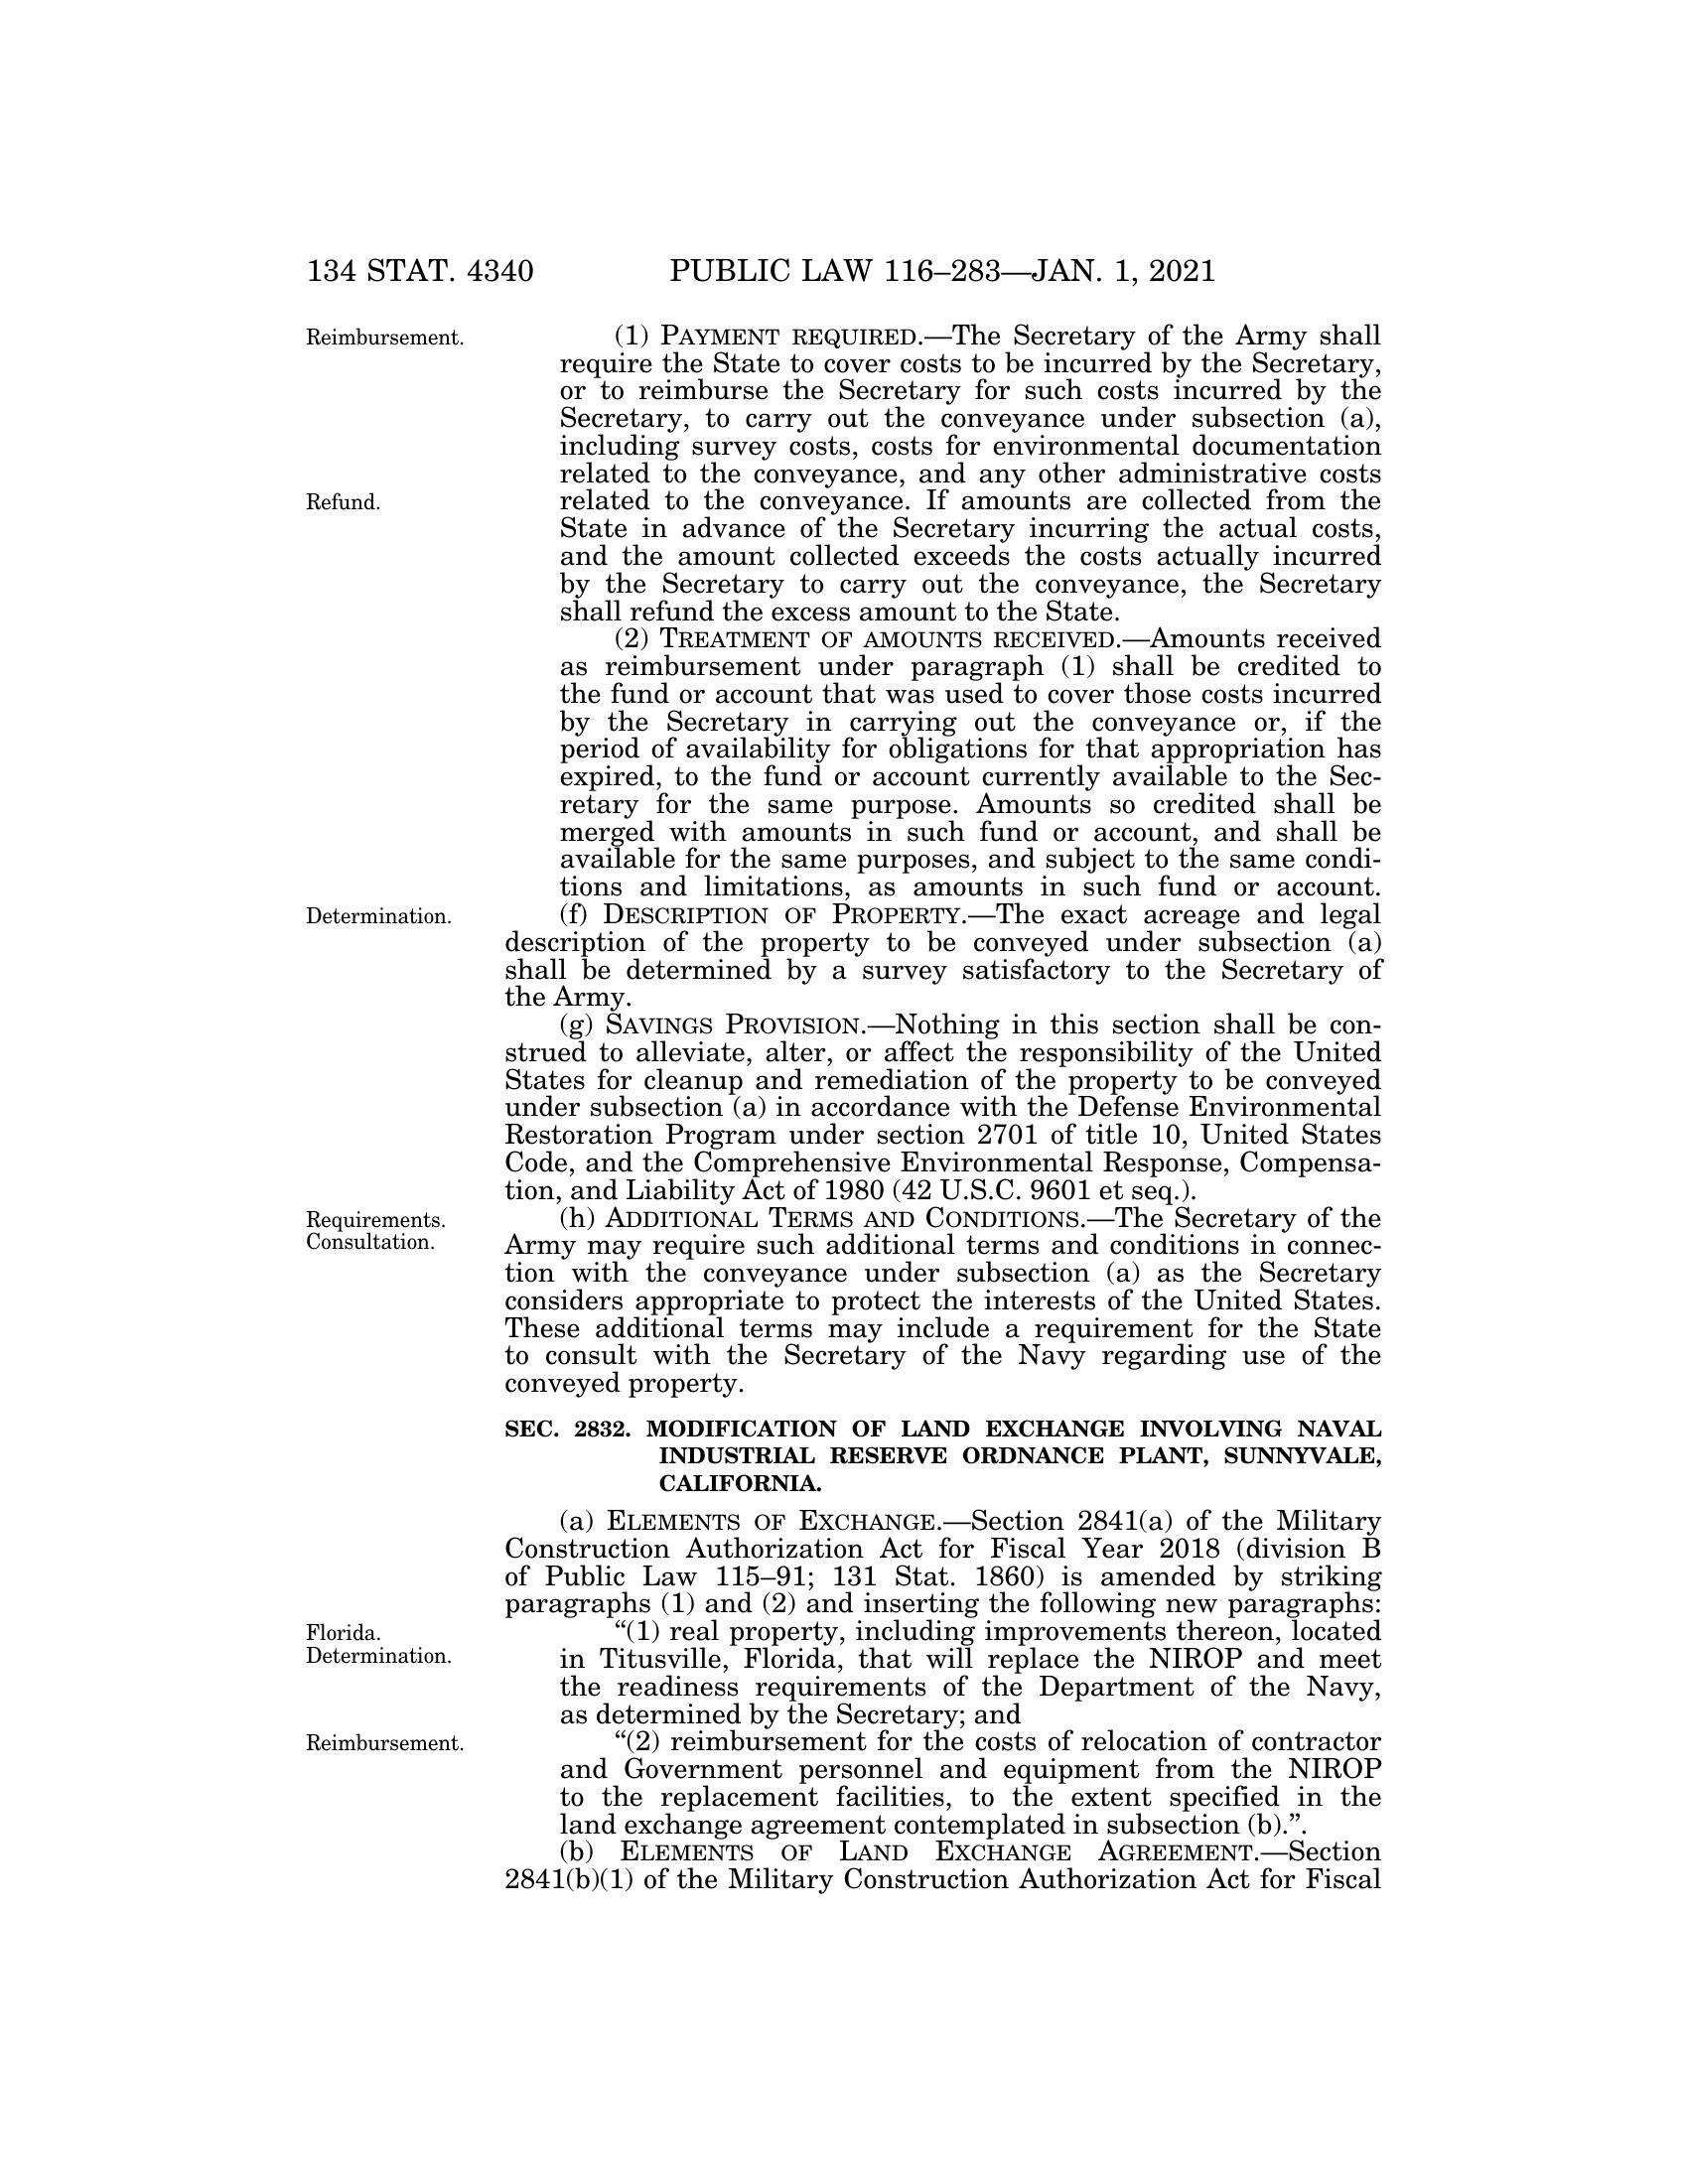 134 STAT. 4340 PUBLIC LAW 116–283—JAN. 1, 2021
Reimbursement.
(1) PAYMENT REQUIRED.—The Secretary of the Army shall
require the State to cover costs to be incurred by the Secretary,
or to reimburse the Secretary for such costs incurred by the
Secretary, to carry out the conveyance under subsection (a),
including survey costs, costs for environmental documentation
related to the conveyance, and any other administrative costs
Refund.
related to the conveyance. If amounts are collected from the
State in advance of the Secretary incurring the actual costs,
and the amount collected exceeds the costs actually incurred
by the Secretary to carry out the conveyance, the Secretary
shall refund the excess amount to the State.
(2) TREATMENT OF AMOUNTS RECEIVED.—Amounts received
as reimbursement under paragraph (1) shall be credited to
the fund or account that was used to cover those costs incurred
by the Secretary in carrying out the conveyance or, if the
period of availability for obligations for that appropriation has
expired, to the fund or account currently available to the Sec-
retary for the same purpose. Amounts so credited shall be
merged with amounts in such fund or account, and shall be
available for the same purposes, and subject to the same condi-
tions and limitations, as amounts in such fund or account.
Determination.
(f) DESCRIPTION OF PROPERTY.—The exact acreage and legal
description of the property to be conveyed under subsection (a)
shall be determined by a survey satisfactory to the Secretary of
the Army.
(g) SAVINGS PROVISION.—Nothing in this section shall be con-
strued to alleviate, alter, or affect the responsibility of the United
States for cleanup and remediation of the property to be conveyed
under subsection (a) in accordance with the Defense Environmental
Restoration Program under section 2701 of title 10, United States
Code, and the Comprehensive Environmental Response, Compensa-
tion, and Liability Act of 1980 (42 U.S.C. 9601 et seq.).
Requirements.
Consultation.
(h) ADDITIONAL TERMS AND CONDITIONS.—The Secretary of the
Army may require such additional terms and conditions in connec-
tion with the conveyance under subsection (a) as the Secretary
considers appropriate to protect the interests of the United States.
These additional terms may include a requirement for the State
to consult with the Secretary of the Navy regarding use of the
conveyed property.
SEC. 2832. MODIFICATION OF LAND EXCHANGE INVOLVING NAVAL
INDUSTRIAL RESERVE ORDNANCE PLANT, SUNNYVALE,
CALIFORNIA.
(a) ELEMENTS OF EXCHANGE.—Section 2841(a) of the Military
Construction Authorization Act for Fiscal Year 2018 (division B
of Public Law 115–91; 131 Stat. 1860) is amended by striking
paragraphs (1) and (2) and inserting the following new paragraphs:
Florida.
Determination.
“(1) real property, including improvements thereon, located
in Titusville, Florida, that will replace the NIROP and meet
the readiness requirements of the Department of the Navy,
as determined by the Secretary; and
Reimbursement.
“(2) reimbursement for the costs of relocation of contractor
and Government personnel and equipment from the NIROP
to the replacement facilities, to the extent specified in the
land exchange agreement contemplated in subsection (b).”.
(b) ELEMENTS OF LAND EXCHANGE AGREEMENT.—Section
2841(b)(1) of the Military Construction Authorization Act for Fiscal